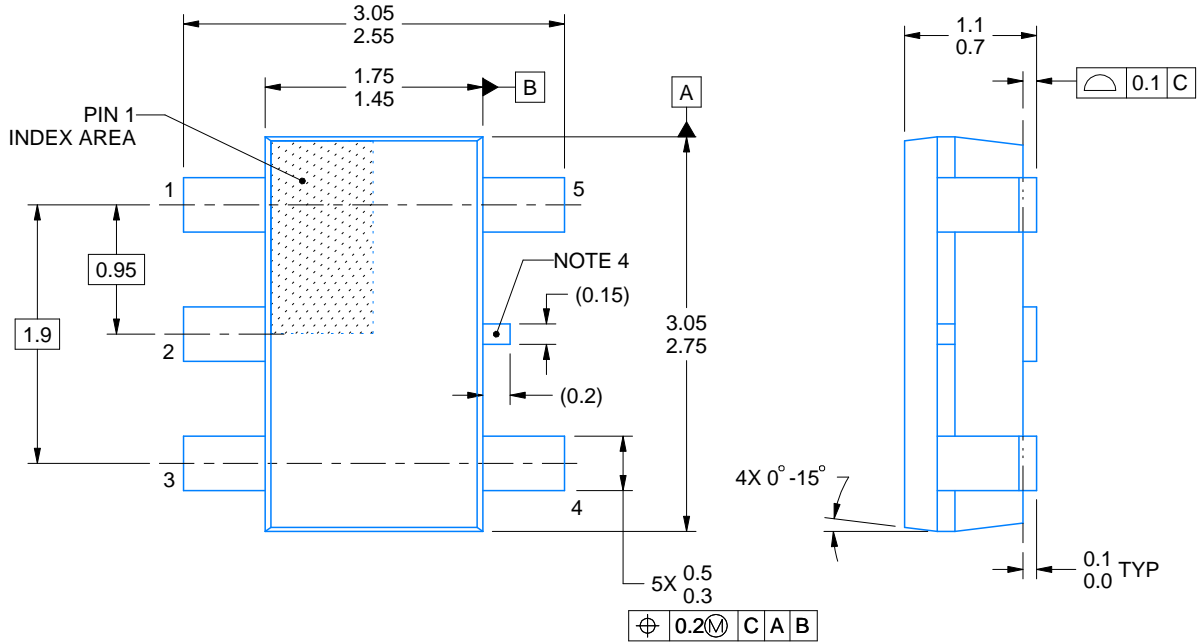 3.05
2.55
1.75
1.45
B
A
1.1
0.7
0.1 C
PIN 1
INDEX AREA
1
5
0.95
NOTE 4
(0.15)
1.9
2
3.05
2.75
(0.2)
3
4
4X 0°-15°
5X 0.5
0.3
0.1
0.0 TYP
⌖ 0.2Ⓜ C A B